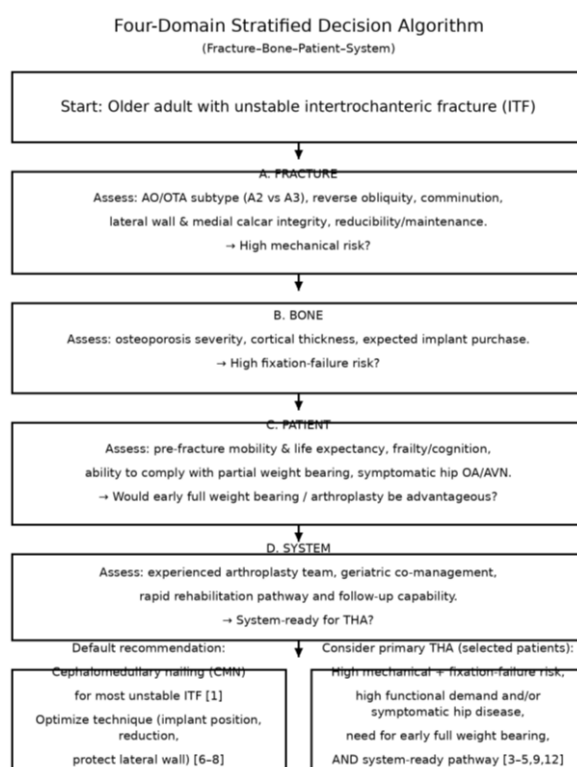 Four-Domain Stratified Decision Algorithm
(Fracture–Bone–Patient–System)
Start: Older adult with unstable intertrochanteric fracture (ITF)
A. FRACTURE
Assess: AO/OTA subtype (A2 vs A3), reverse obliquity, comminution,
lateral wall & medial calcar integrity, reducibility/maintenance.
→ High mechanical risk?
B. BONE
Assess: osteoporosis severity, cortical thickness, expected implant purchase.
→ High fixation-failure risk?
C. PATIENT
Assess: pre-fracture mobility & life expectancy, frailty/cognition,
ability to comply with partial weight bearing, symptomatic hip OA/AVN.
→ Would early full weight bearing / arthroplasty be advantageous?
D. SYSTEM
Assess: experienced arthroplasty team, geriatric co-management,
rapid rehabilitation pathway and follow-up capability.
→ System-ready for THA?
Default recommendation:
Cephalomedullary nailing (CMN)
for most unstable ITF [1]
Optimize technique (implant position,
reduction,
protect lateral wall) [6–8]
Consider primary THA (selected patients):
High mechanical + fixation-failure risk,
high functional demand and/or
symptomatic hip disease,
need for early full weight bearing,
AND system-ready pathway [3–5,9,12]